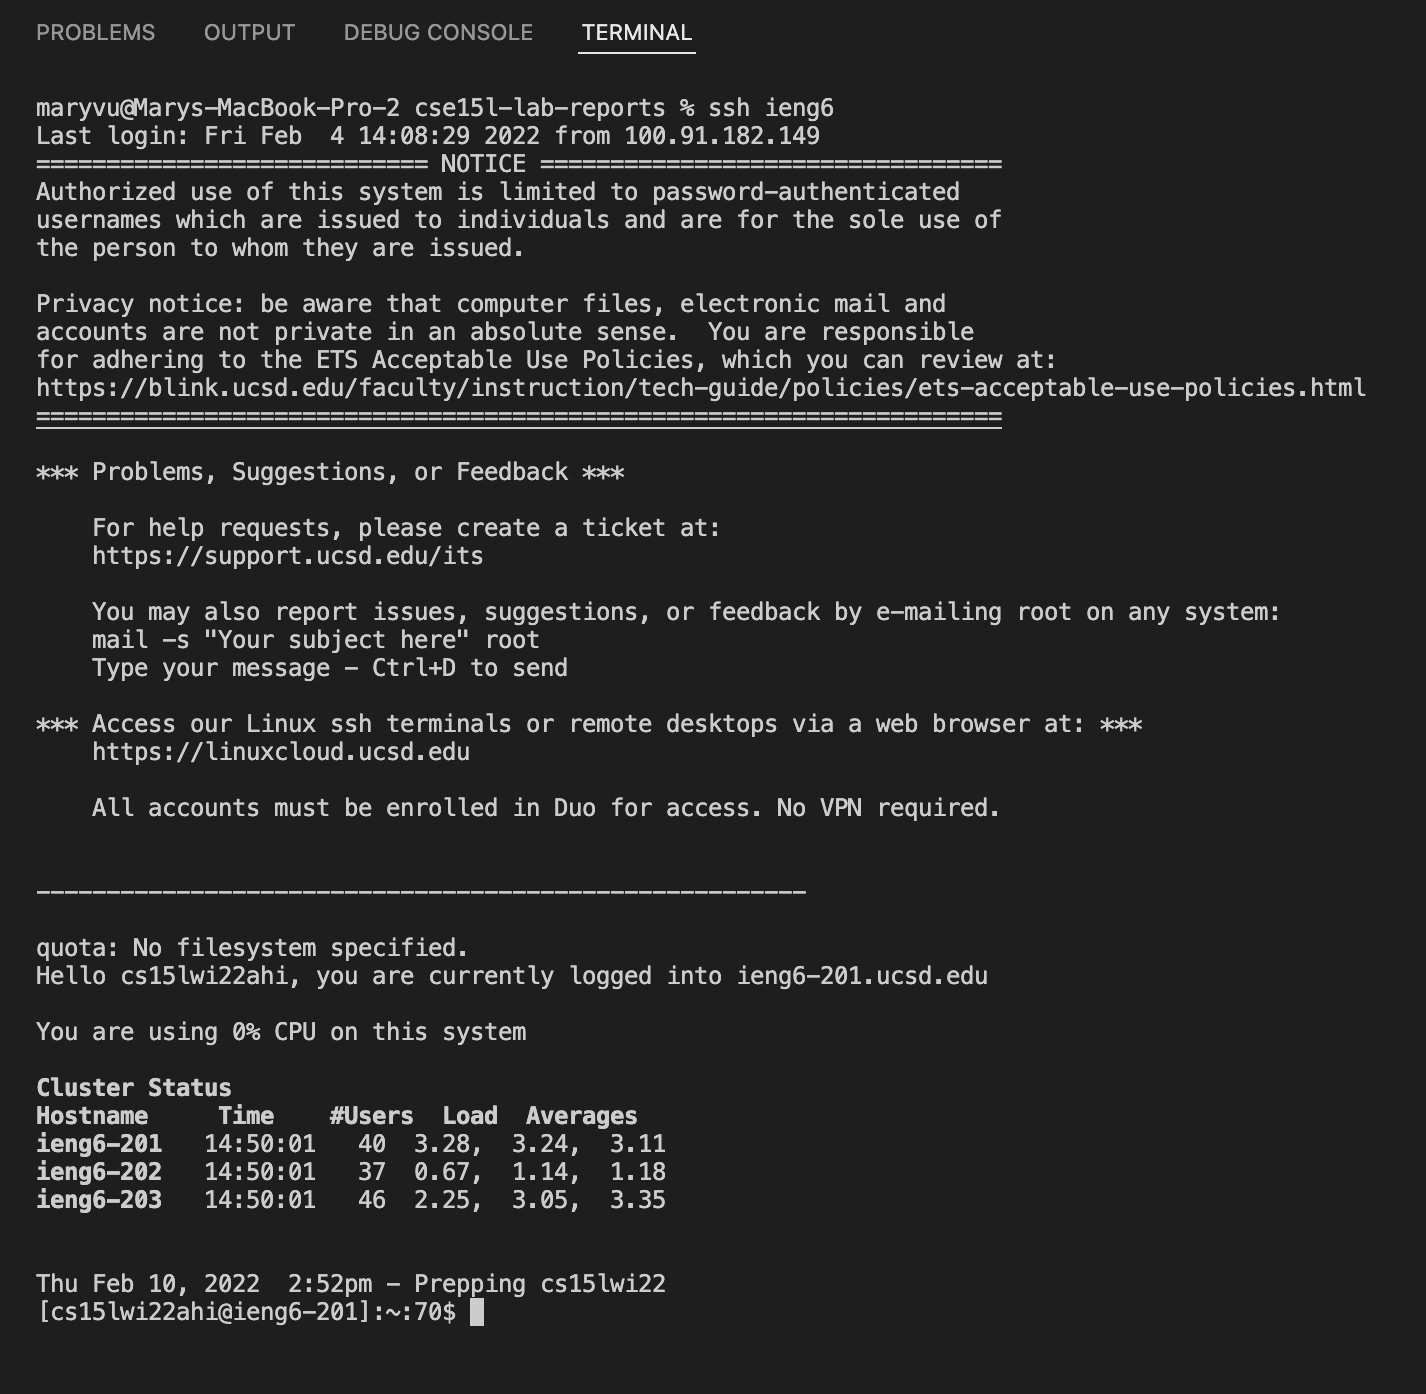 PROBLEMS OUTPUT DEBUG CONSOLE TERMINAL
maryvu@Marys-MacBook-Pro-2 cse15l-lab-reports % ssh ieng6
Last login: Fri Feb  4 14:08:29 2022 from 100.91.182.149
============================ NOTICE =================================
Authorized use of this system is limited to password-authenticated
usernames which are issued to individuals and are for the sole use of
the person to whom they are issued.

Privacy notice: be aware that computer files, electronic mail and
accounts are not private in an absolute sense.  You are responsible
for adhering to the ETS Acceptable Use Policies, which you can review at:
https://blink.ucsd.edu/faculty/instruction/tech-guide/policies/ets-acceptable-use-policies.html
=====================================================================

*** Problems, Suggestions, or Feedback ***

    For help requests, please create a ticket at:
    https://support.ucsd.edu/its

    You may also report issues, suggestions, or feedback by e-mailing root on any system:
    mail -s "Your subject here" root
    Type your message - Ctrl+D to send

*** Access our Linux ssh terminals or remote desktops via a web browser at: ***
    https://linuxcloud.ucsd.edu

    All accounts must be enrolled in Duo for access. No VPN required.


-------------------------------------------------------

quota: No filesystem specified.
Hello cs15lwi22ahi, you are currently logged into ieng6-201.ucsd.edu

You are using 0% CPU on this system

Cluster Status
Hostname     Time    #Users  Load  Averages
ieng6-201   14:50:01   40  3.28,  3.24,  3.11
ieng6-202   14:50:01   37  0.67,  1.14,  1.18
ieng6-203   14:50:01   46  2.25,  3.05,  3.35


Thu Feb 10, 2022  2:52pm - Prepping cs15lwi22
[cs15lwi22ahi@ieng6-201]:~:70$